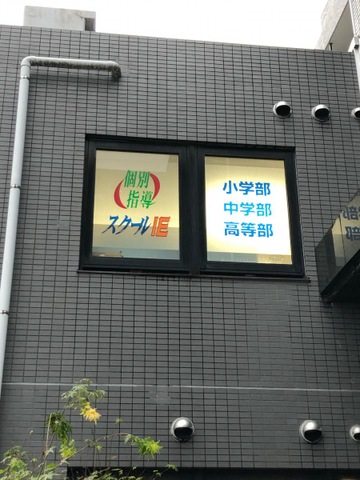 個別
指導
スクールIE
小学部
中学部
高等部